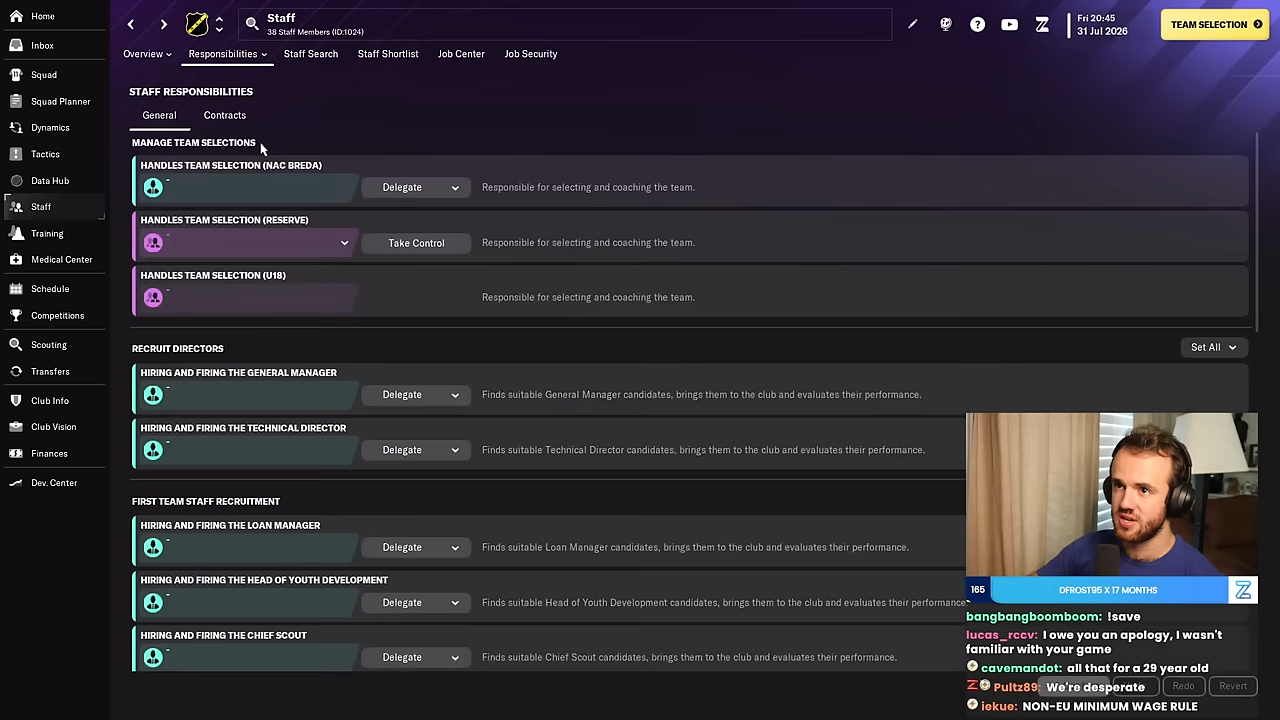 Home
Inbox
Squad
Squad Planner
Dynamics
Tactics
Data Hub
Staff
Training
Medical Center
Schedule
Competitions
Scouting
Transfers
Club Info
Club Vision
Finances
Dev. Center
Staff
38 Staff Members (ID:1024)
Fri 20:45
31 Jul 2026
TEAM SELECTION
Overview
Responsibilities
Staff Search
Staff Shortlist
Job Center
Job Security
STAFF RESPONSIBILITIES
General
Contracts
MANAGE TEAM SELECTIONS
HANDLES TEAM SELECTION (NAC BREDA)
-
Delegate
Responsible for selecting and coaching the team.
HANDLES TEAM SELECTION (RESERVE)
-
Take Control
Responsible for selecting and coaching the team.
HANDLES TEAM SELECTION (U18)
-
Responsible for selecting and coaching the team.
RECRUIT DIRECTORS
Set All
HIRING AND FIRING THE GENERAL MANAGER
-
Delegate
Finds suitable General Manager candidates, brings them to the club and evaluates their performance.
HIRING AND FIRING THE TECHNICAL DIRECTOR
-
Delegate
Finds suitable Technical Director candidates, brings them to the club and evaluates their performance.
FIRST TEAM STAFF RECRUITMENT
HIRING AND FIRING THE LOAN MANAGER
-
Delegate
Finds suitable Loan Manager candidates, brings them to the club and evaluates their performance.
HIRING AND FIRING THE HEAD OF YOUTH DEVELOPMENT
-
Delegate
Finds suitable Head of Youth Development candidates, brings them to the club and evaluates their performance
HIRING AND FIRING THE CHIEF SCOUT
-
Delegate
Finds suitable Chief Scout candidates, brings them to the club and evaluates their performance.
165
DFROST95 X 17 MONTHS
Z
bangbangboomboom: !save
lucas_rccv: I owe you an apology, I wasn't
familiar with your game
cavemandot: all that for a 29 year old
Pultz89: We're desperate
Redo
Revert
iekue: NON-EU MINIMUM WAGE RULE